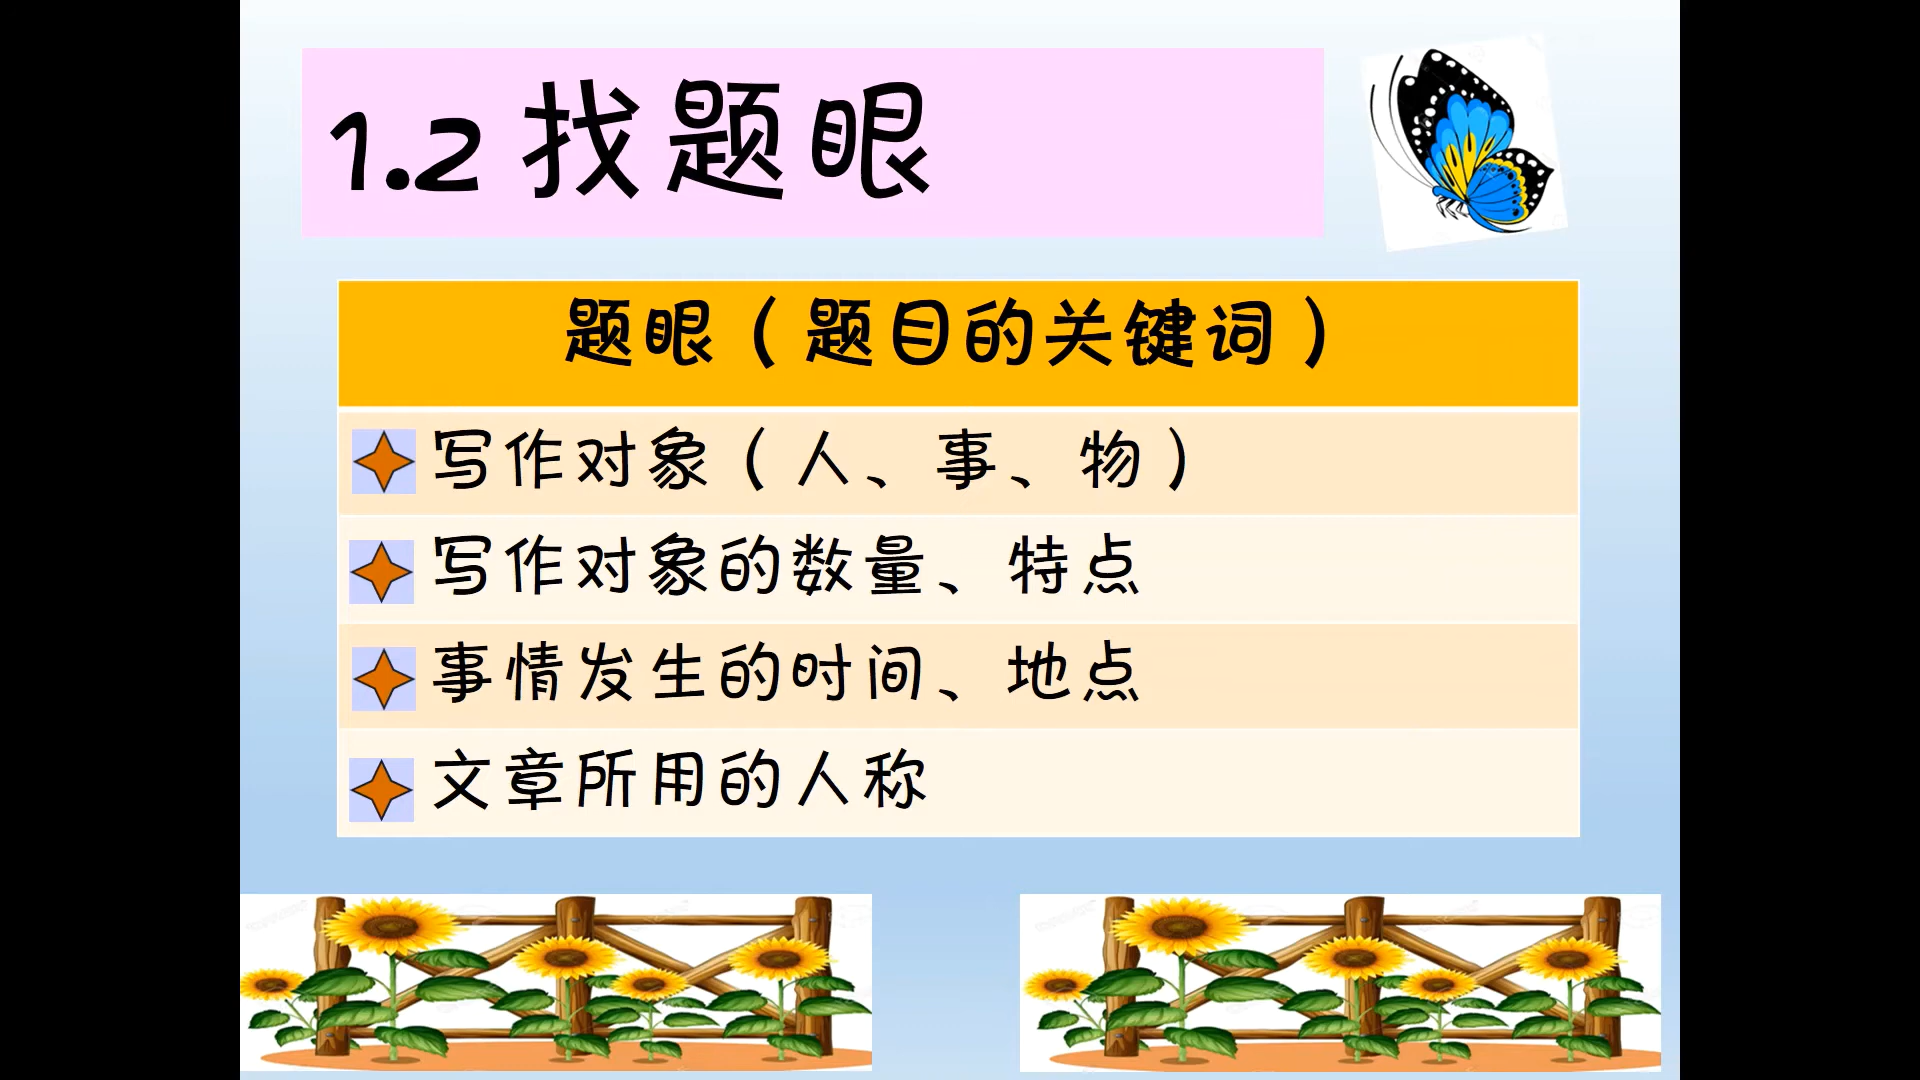 1.2 找题眼
题眼（题目的关键词）
写作对象（人、事、物）
写作对象的数量、特点
事情发生的时间、地点
文章所用的人称